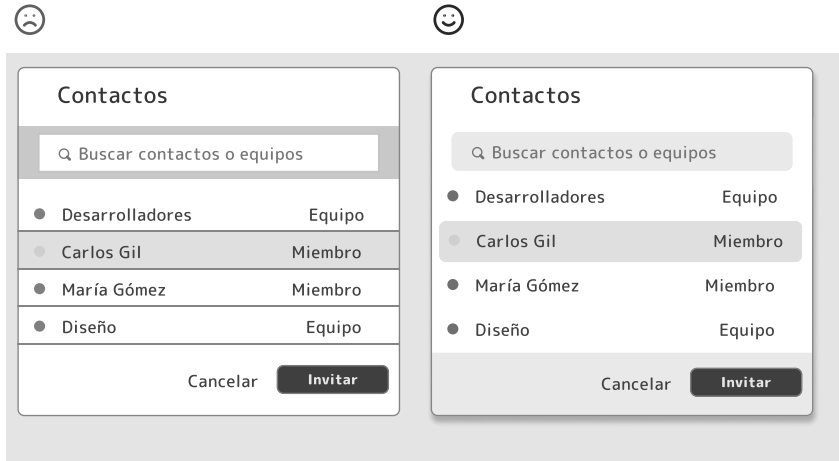 Contactos
Buscar contactos o equipos
Desarrolladores Equipo
Carlos Gil Miembro
María Gómez Miembro
Diseño Equipo
Cancelar Invitar
Contactos
Buscar contactos o equipos
Desarrolladores Equipo
Carlos Gil Miembro
María Gómez Miembro
Diseño Equipo
Cancelar Invitar